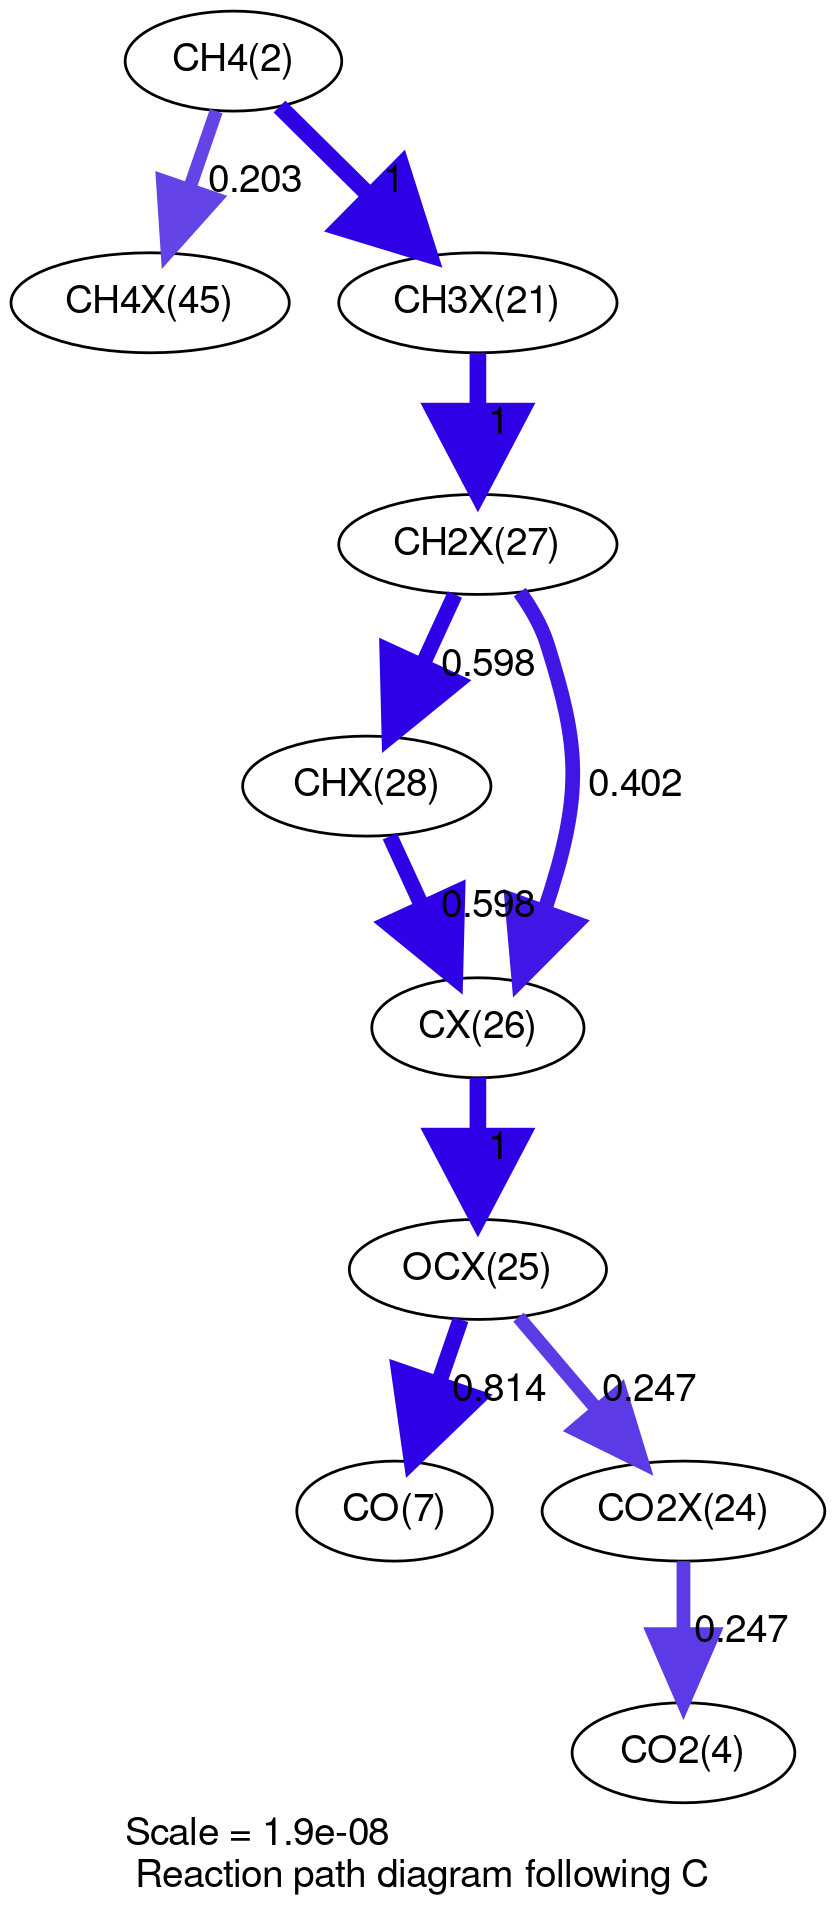 CH4(2)
0.203
1
CH4X(45)
CH3X(21)
1
CH2X(27)
0.598
0.402
CHX(28)
0.598
CX(26)
1
OCX(25)
0.814
0.247
CO(7)
CO2X(24)
0.247
CO2(4)
Scale = 1.9e-08
Reaction path diagram following C